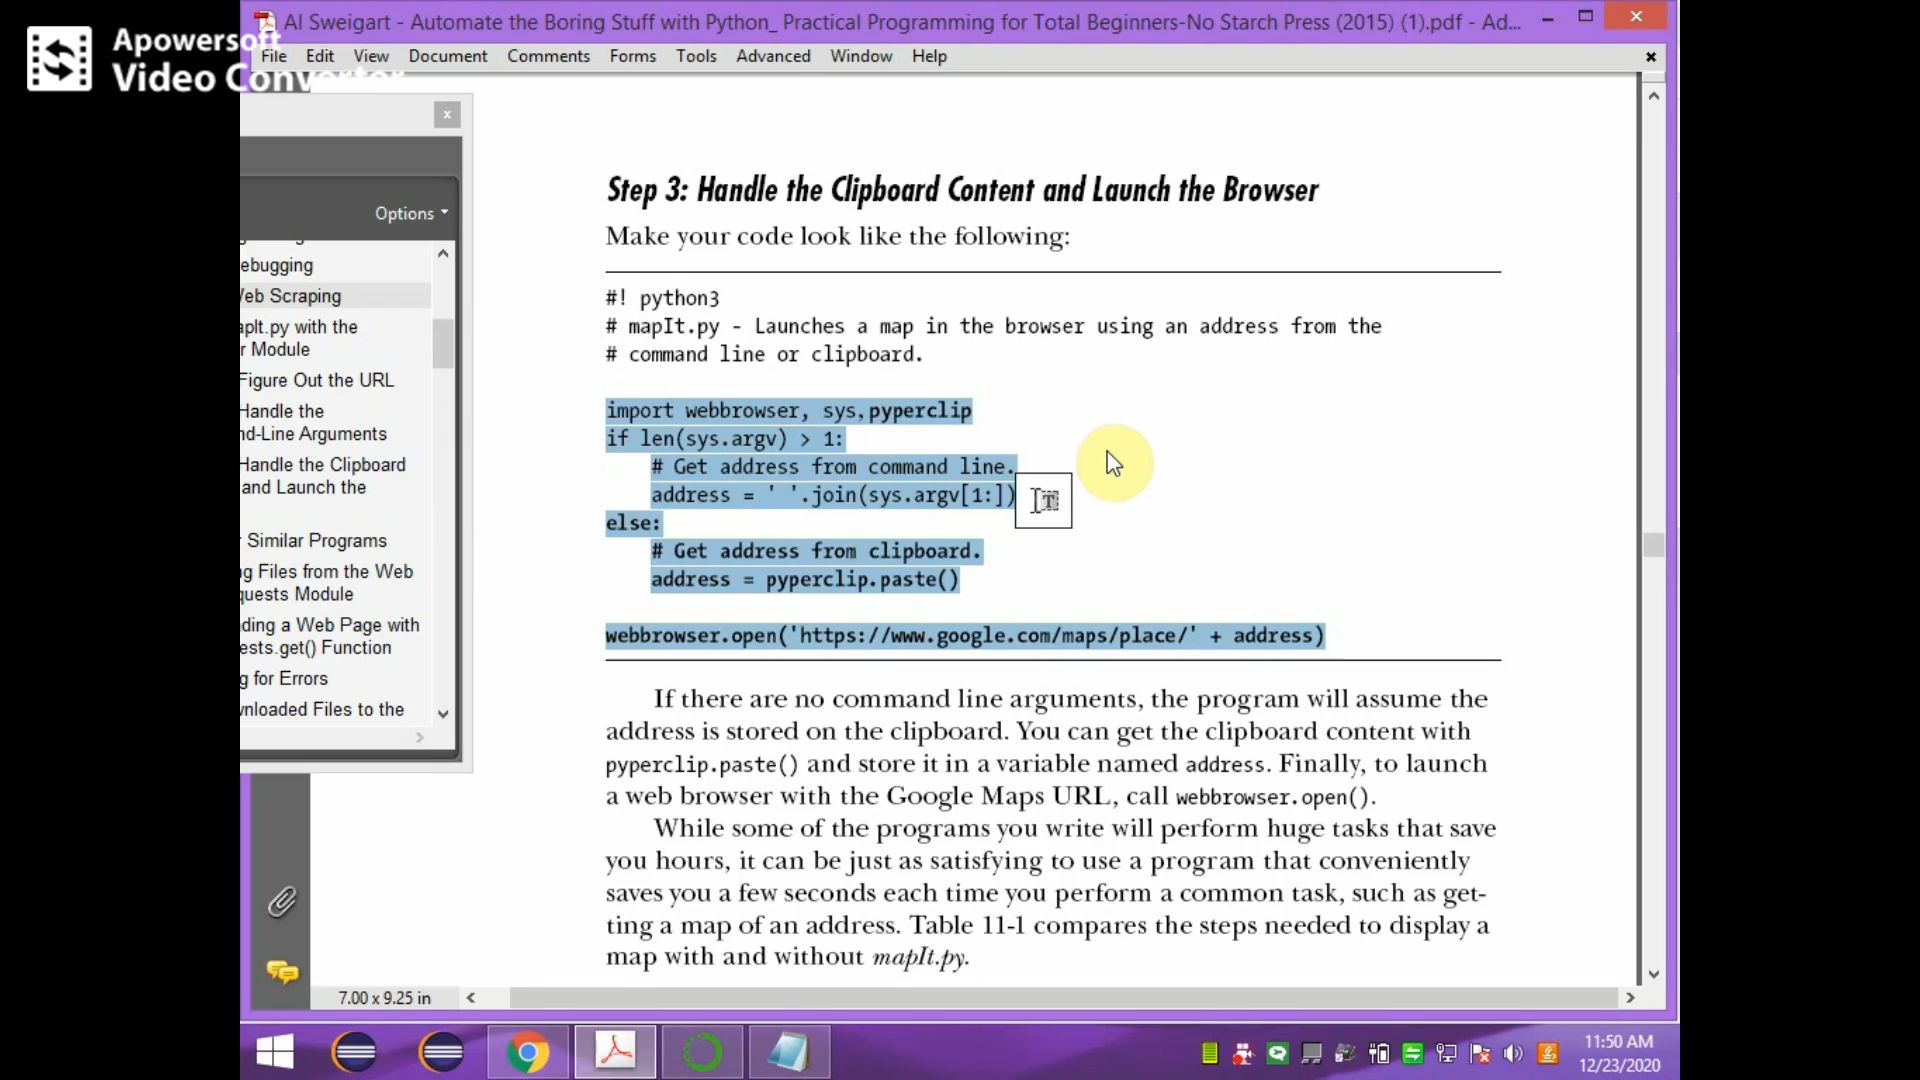 Apowersoft
Video Converter
Al Sweigart - Automate the Boring Stuff with Python_ Practical Programming for Total Beginners-No Starch Press (2015) (1).pdf - Ad...
File Edit View Document Comments Forms Tools Advanced Window Help
Options
ebugging
Web Scraping
apIt.py with the
r Module
Figure Out the URL
Handle the
nd-Line Arguments
Handle the Clipboard
and Launch the
r Similar Programs
ng Files from the Web
quests Module
ding a Web Page with
ests.get() Function
g for Errors
wnloaded Files to the
Step 3: Handle the Clipboard Content and Launch the Browser
Make your code look like the following:
#! python3
# mapIt.py - Launches a map in the browser using an address from the
# command line or clipboard.
import webbrowser, sys, pyperclip
if len(sys.argv) > 1:
# Get address from command line.
address = ' '.join(sys.argv[1:])
else:
# Get address from clipboard.
address = pyperclip.paste()
webbrowser.open('https://www.google.com/maps/place/' + address)
If there are no command line arguments, the program will assume the
address is stored on the clipboard. You can get the clipboard content with
pyperclip.paste() and store it in a variable named address. Finally, to launch
a web browser with the Google Maps URL, call webbrowser.open().
While some of the programs you write will perform huge tasks that save
you hours, it can be just as satisfying to use a program that conveniently
saves you a few seconds each time you perform a common task, such as get-
ting a map of an address. Table 11-1 compares the steps needed to display a
map with and without mapIt.py.
7.00 x 9.25 in
11:50 AM
12/23/2020